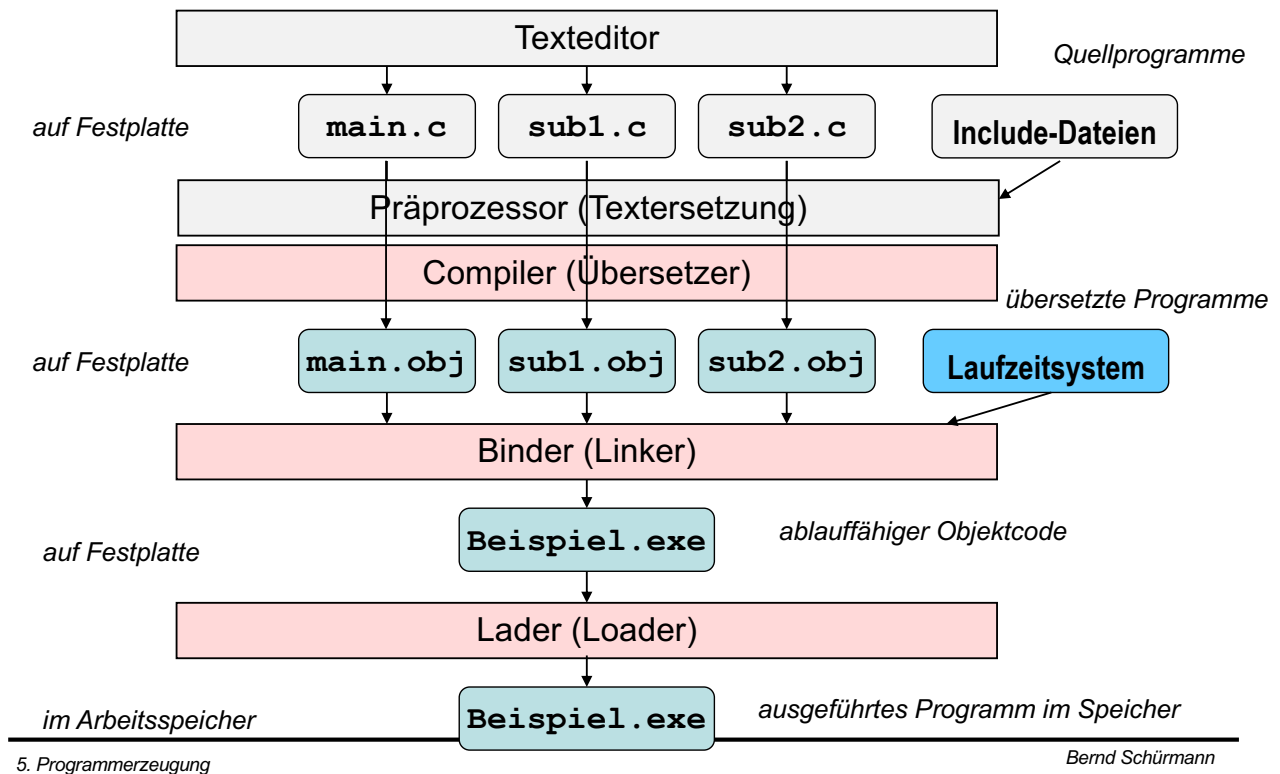 Texteditor
Quellprogramme
auf Festplatte
main.c
sub1.c
sub2.c
Include-Dateien
Präprozessor (Textersetzung)
Compiler (Übersetzer)
übersetzte Programme
auf Festplatte
main.obj
sub1.obj
sub2.obj
Laufzeitsystem
Binder (Linker)
Beispiel.exe
ablauffähiger Objektcode
auf Festplatte
Lader (Loader)
im Arbeitsspeicher
Beispiel.exe
ausgeführtes Programm im Speicher
5. Programmerzeugung
Bernd Schürmann